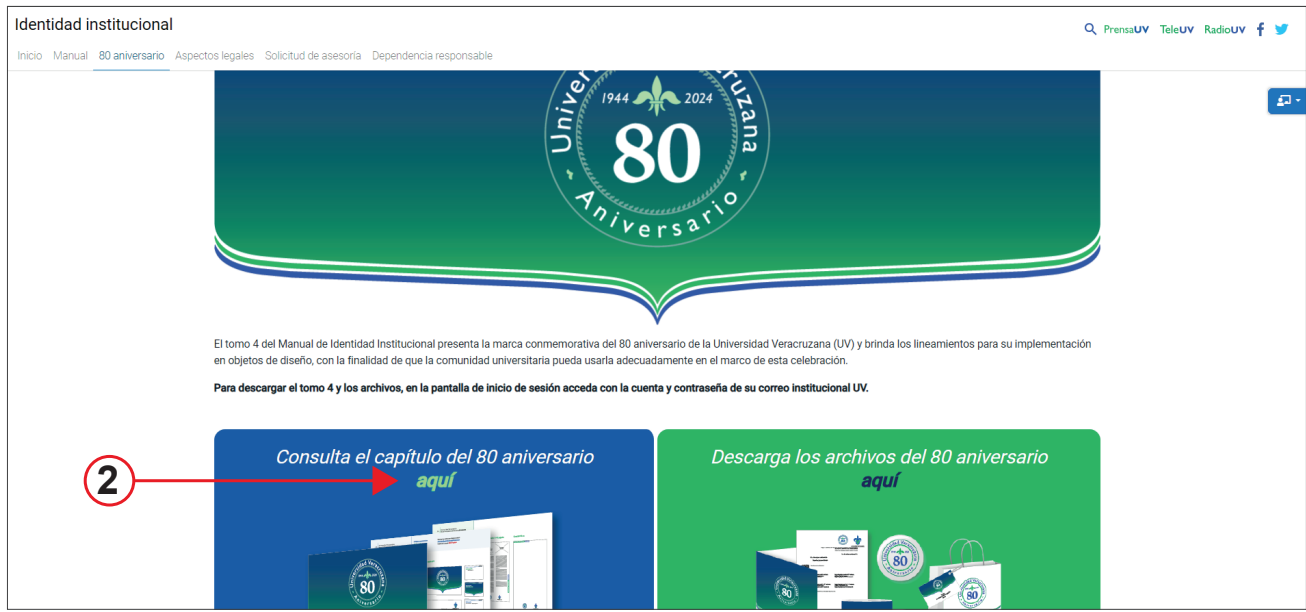 Identidad institucional
PrensaUV TeleUV RadioUV
Inicio Manual 80 aniversario Aspectos legales Solicitud de asesoría Dependencia responsable
Universidad Veracruzana
1944 2024
80
Aniversario
El tomo 4 del Manual de Identidad Institucional presenta la marca conmemorativa del 80 aniversario de la Universidad Veracruzana (UV) y brinda los lineamientos para su implementación
en objetos de diseño, con la finalidad de que la comunidad universitaria pueda usarla adecuadamente en el marco de esta celebración.
Para descargar el tomo 4 y los archivos, en la pantalla de inicio de sesión acceda con la cuenta y contraseña de su correo institucional UV.
Consulta el capítulo del 80 aniversario
aquí
2
Descarga los archivos del 80 aniversario
aquí
80
80
80
80